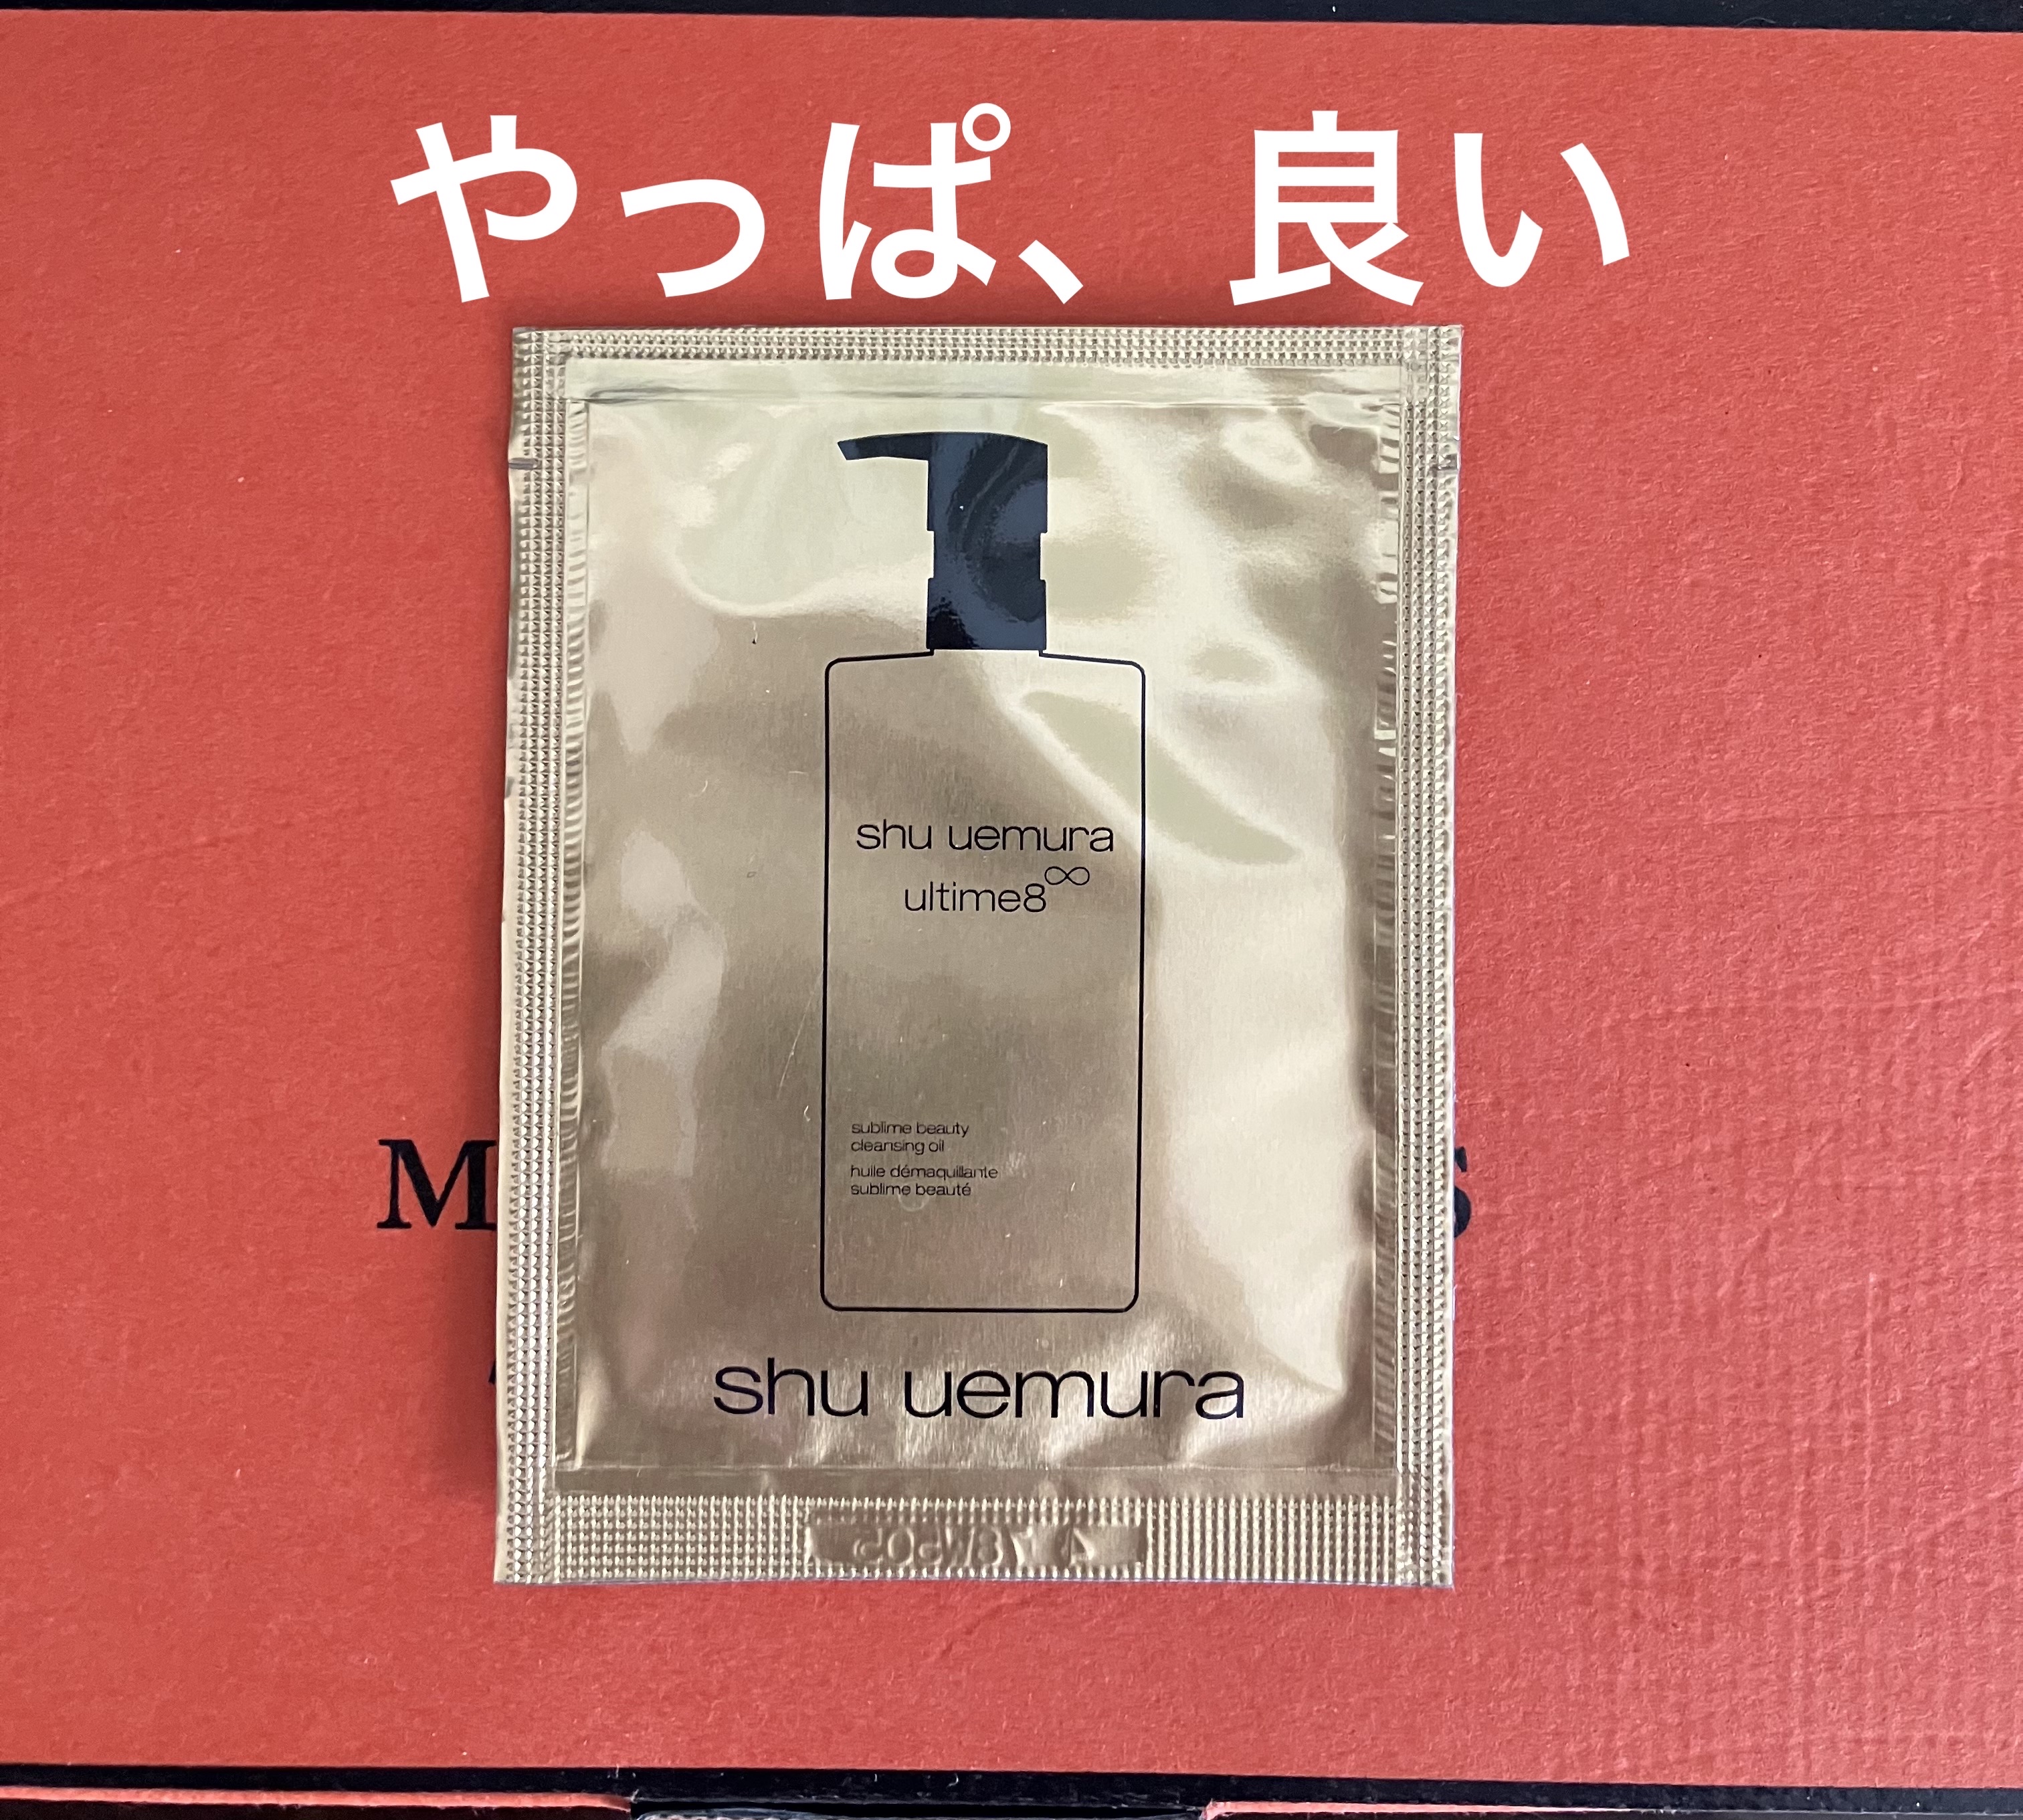 やっぱ、良い
shu uemura
ultime8∞
sublime beauty
cleansing oil
huile démaquillante
sublime beauté
shu uemura